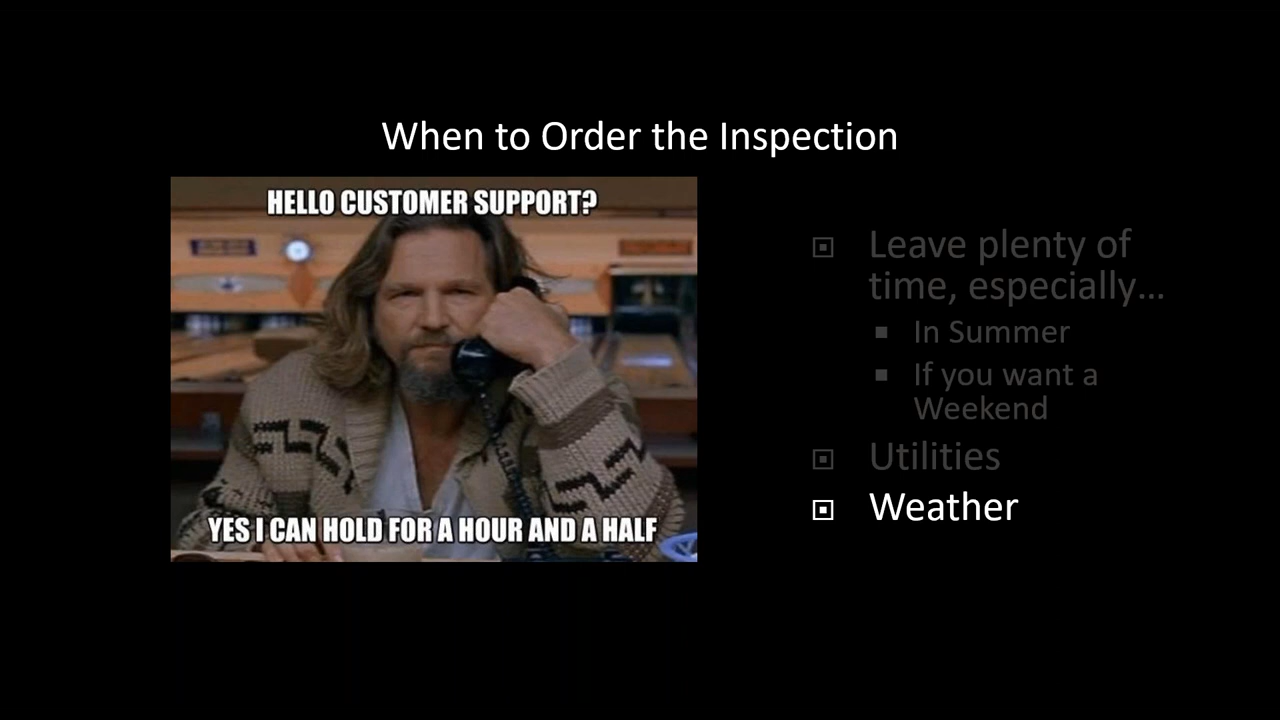 When to Order the Inspection
HELLO CUSTOMER SUPPORT?
YES I CAN HOLD FOR A HOUR AND A HALF
Leave plenty of
time, especially…
In Summer
If you want a
Weekend
Utilities
Weather